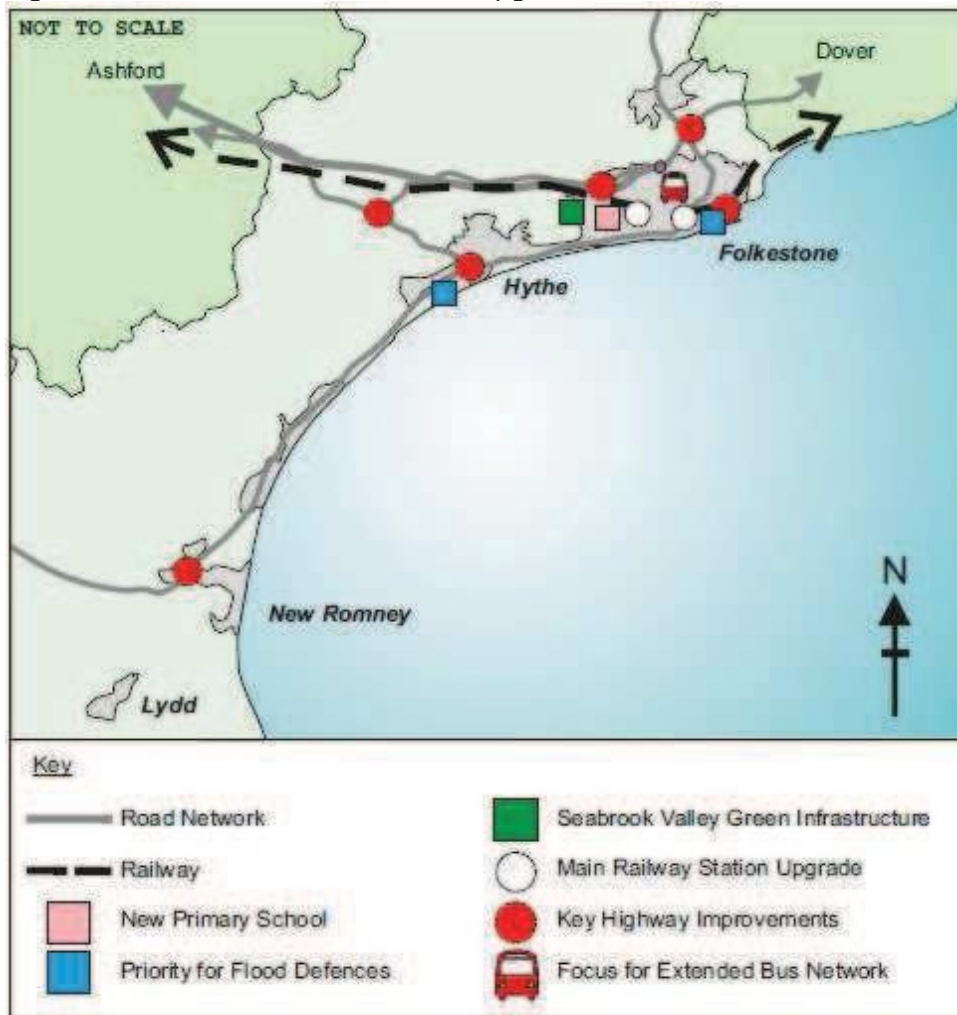 NOT TO SCALE
Dover
Ashford
Folkestone
Hythe
N
New Romney
Lydd
Key
Road Network
Railway
New Primary School
Priority for Flood Defences
Seabrook Valley Green Infrastructure
Main Railway Station Upgrade
Key Highway Improvements
Focus for Extended Bus Network